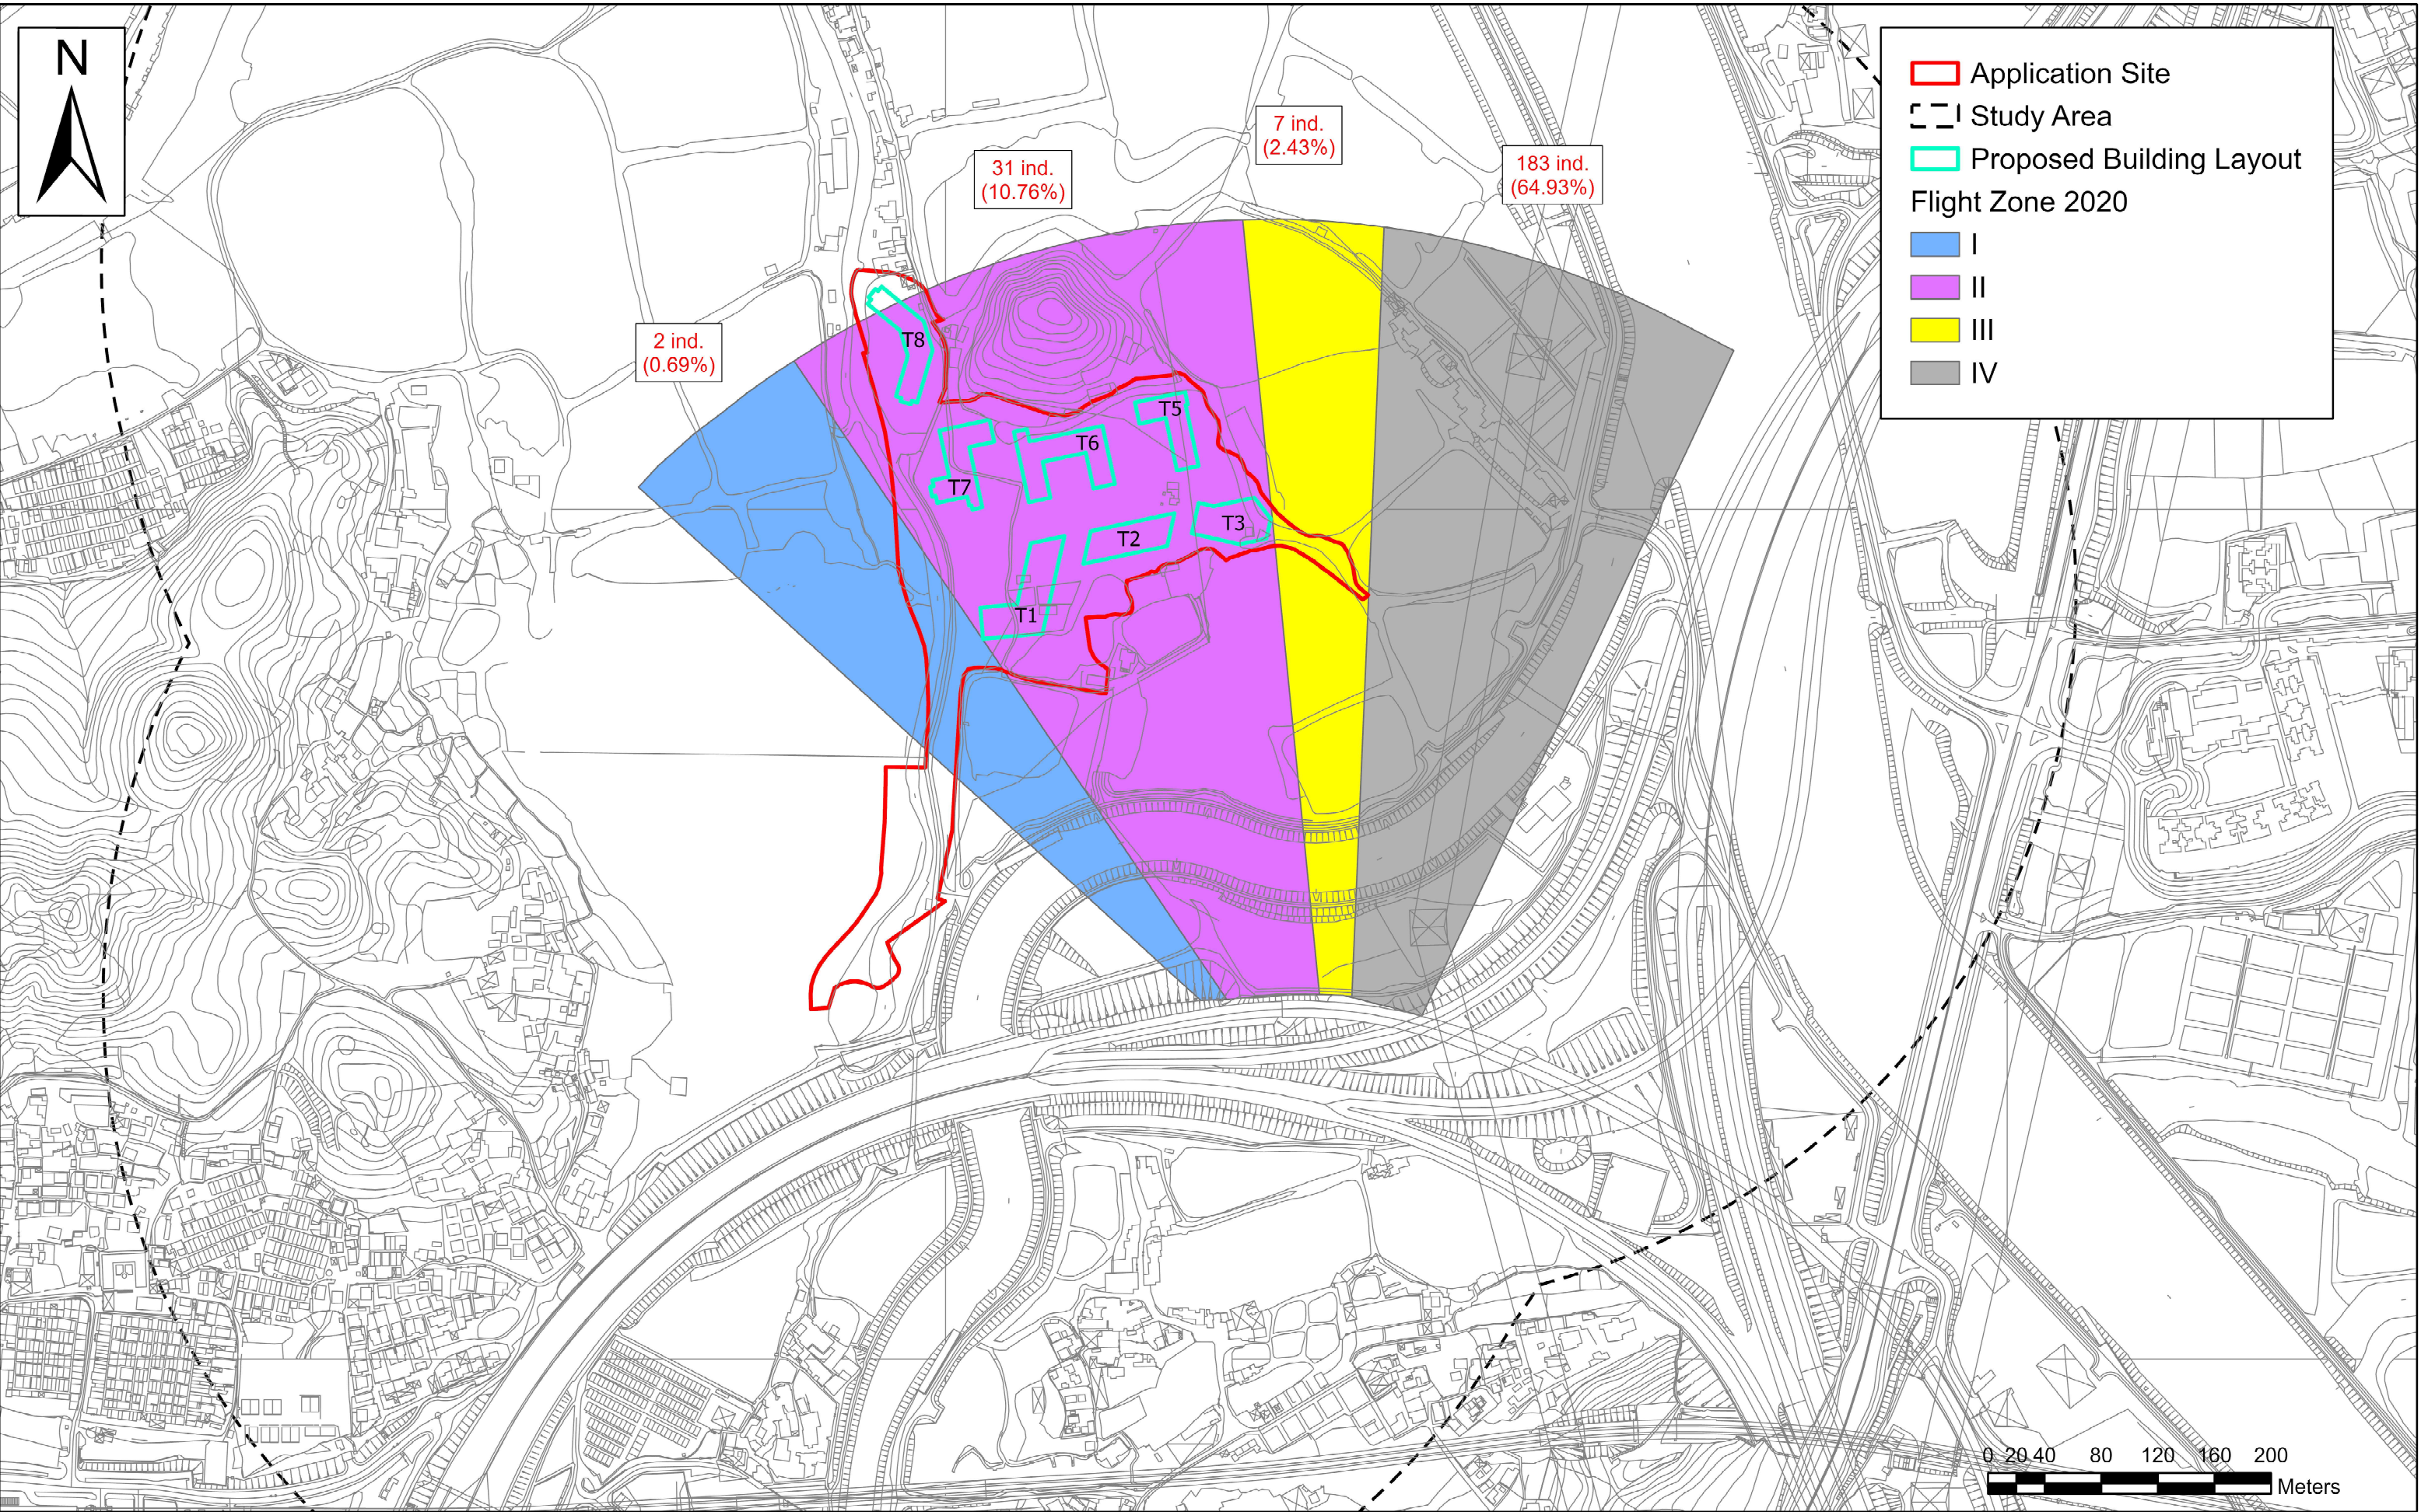 N
Application Site
Study Area
Proposed Building Layout
Flight Zone 2020
I
II
III
IV
7 ind.
(2.43%)
31 ind.
(10.76%)
183 ind.
(64.93%)
2 ind.
(0.69%)
T8
T5
T6
T7
T3
T2
T1
0 20 40 80 120 160 200
Meters